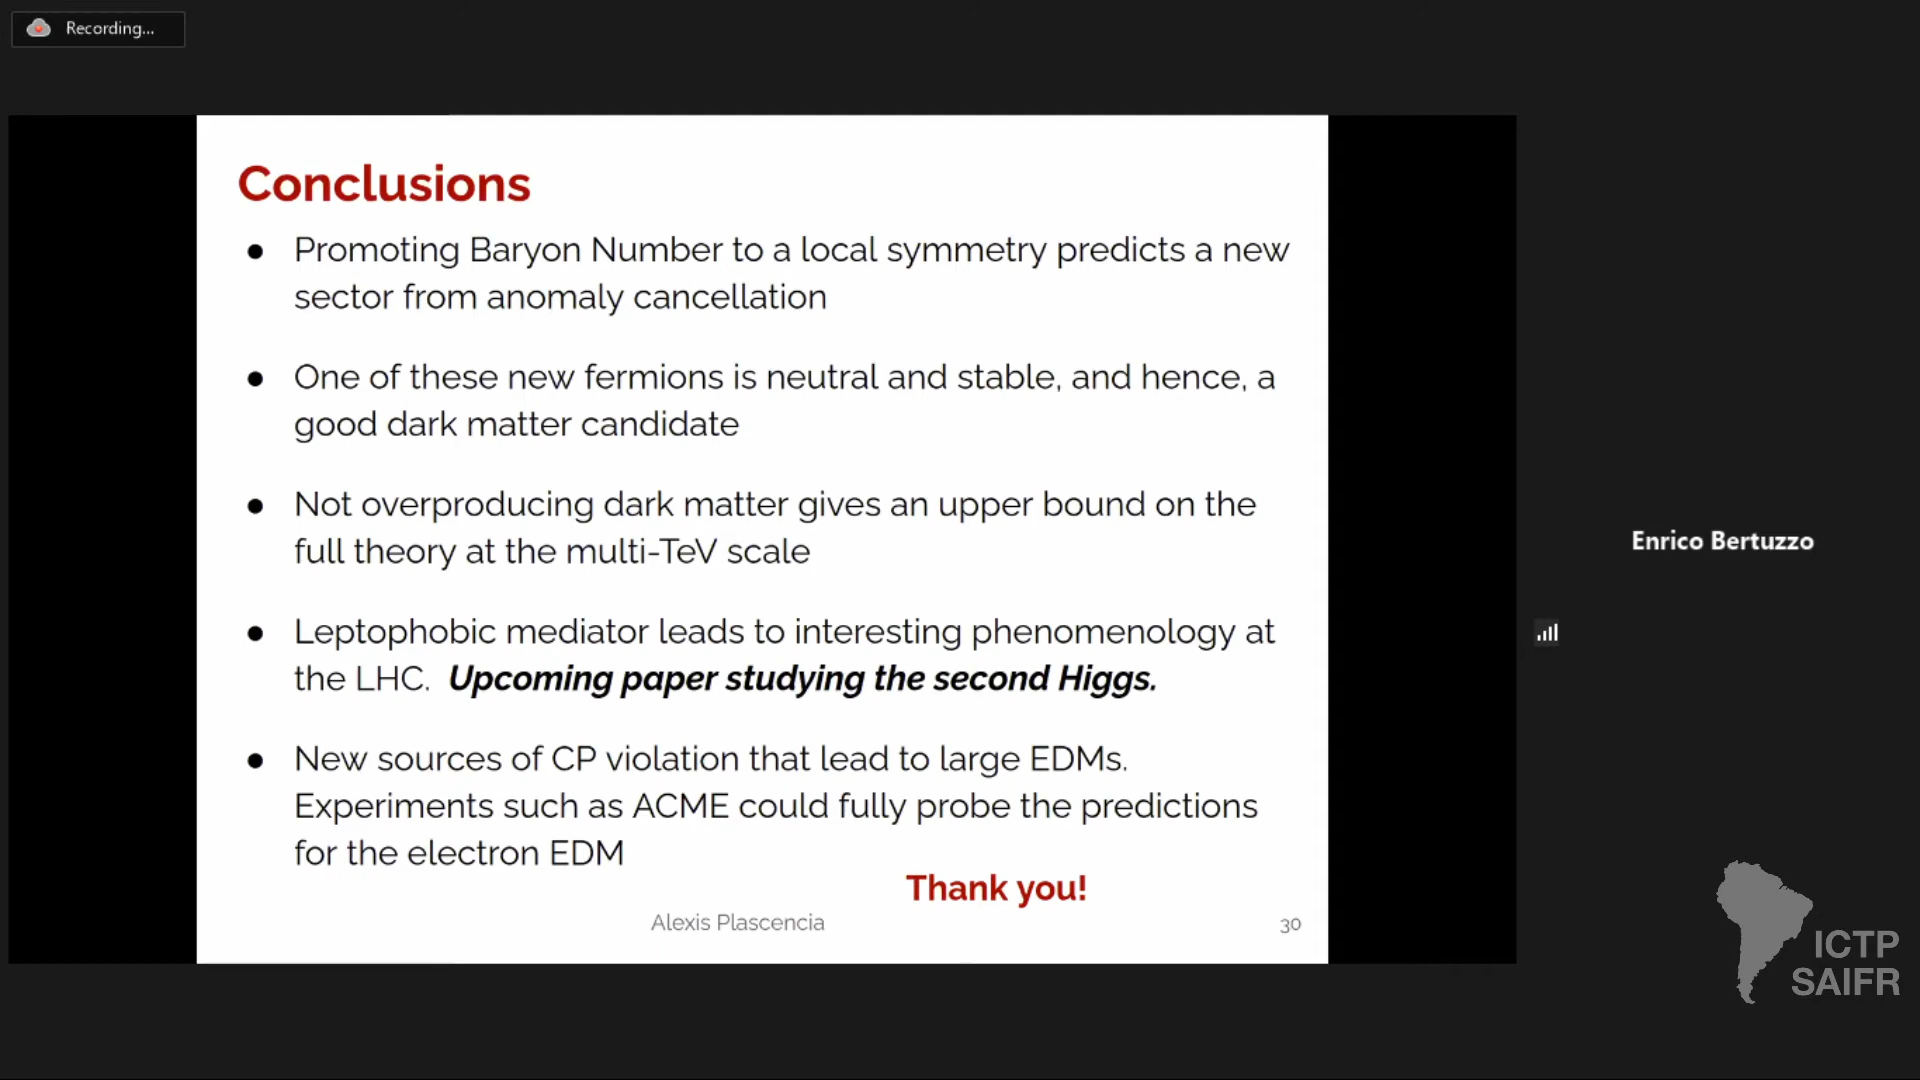 Recording...
Conclusions
● Promoting Baryon Number to a local symmetry predicts a new
sector from anomaly cancellation
● One of these new fermions is neutral and stable, and hence, a
good dark matter candidate
● Not overproducing dark matter gives an upper bound on the
full theory at the multi-TeV scale
● Leptophobic mediator leads to interesting phenomenology at
the LHC. Upcoming paper studying the second Higgs.
● New sources of CP violation that lead to large EDMs.
Experiments such as ACME could fully probe the predictions
for the electron EDM
Thank you!
Alexis Plascencia
30
Enrico Bertuzzo
ICTP
SAIFR